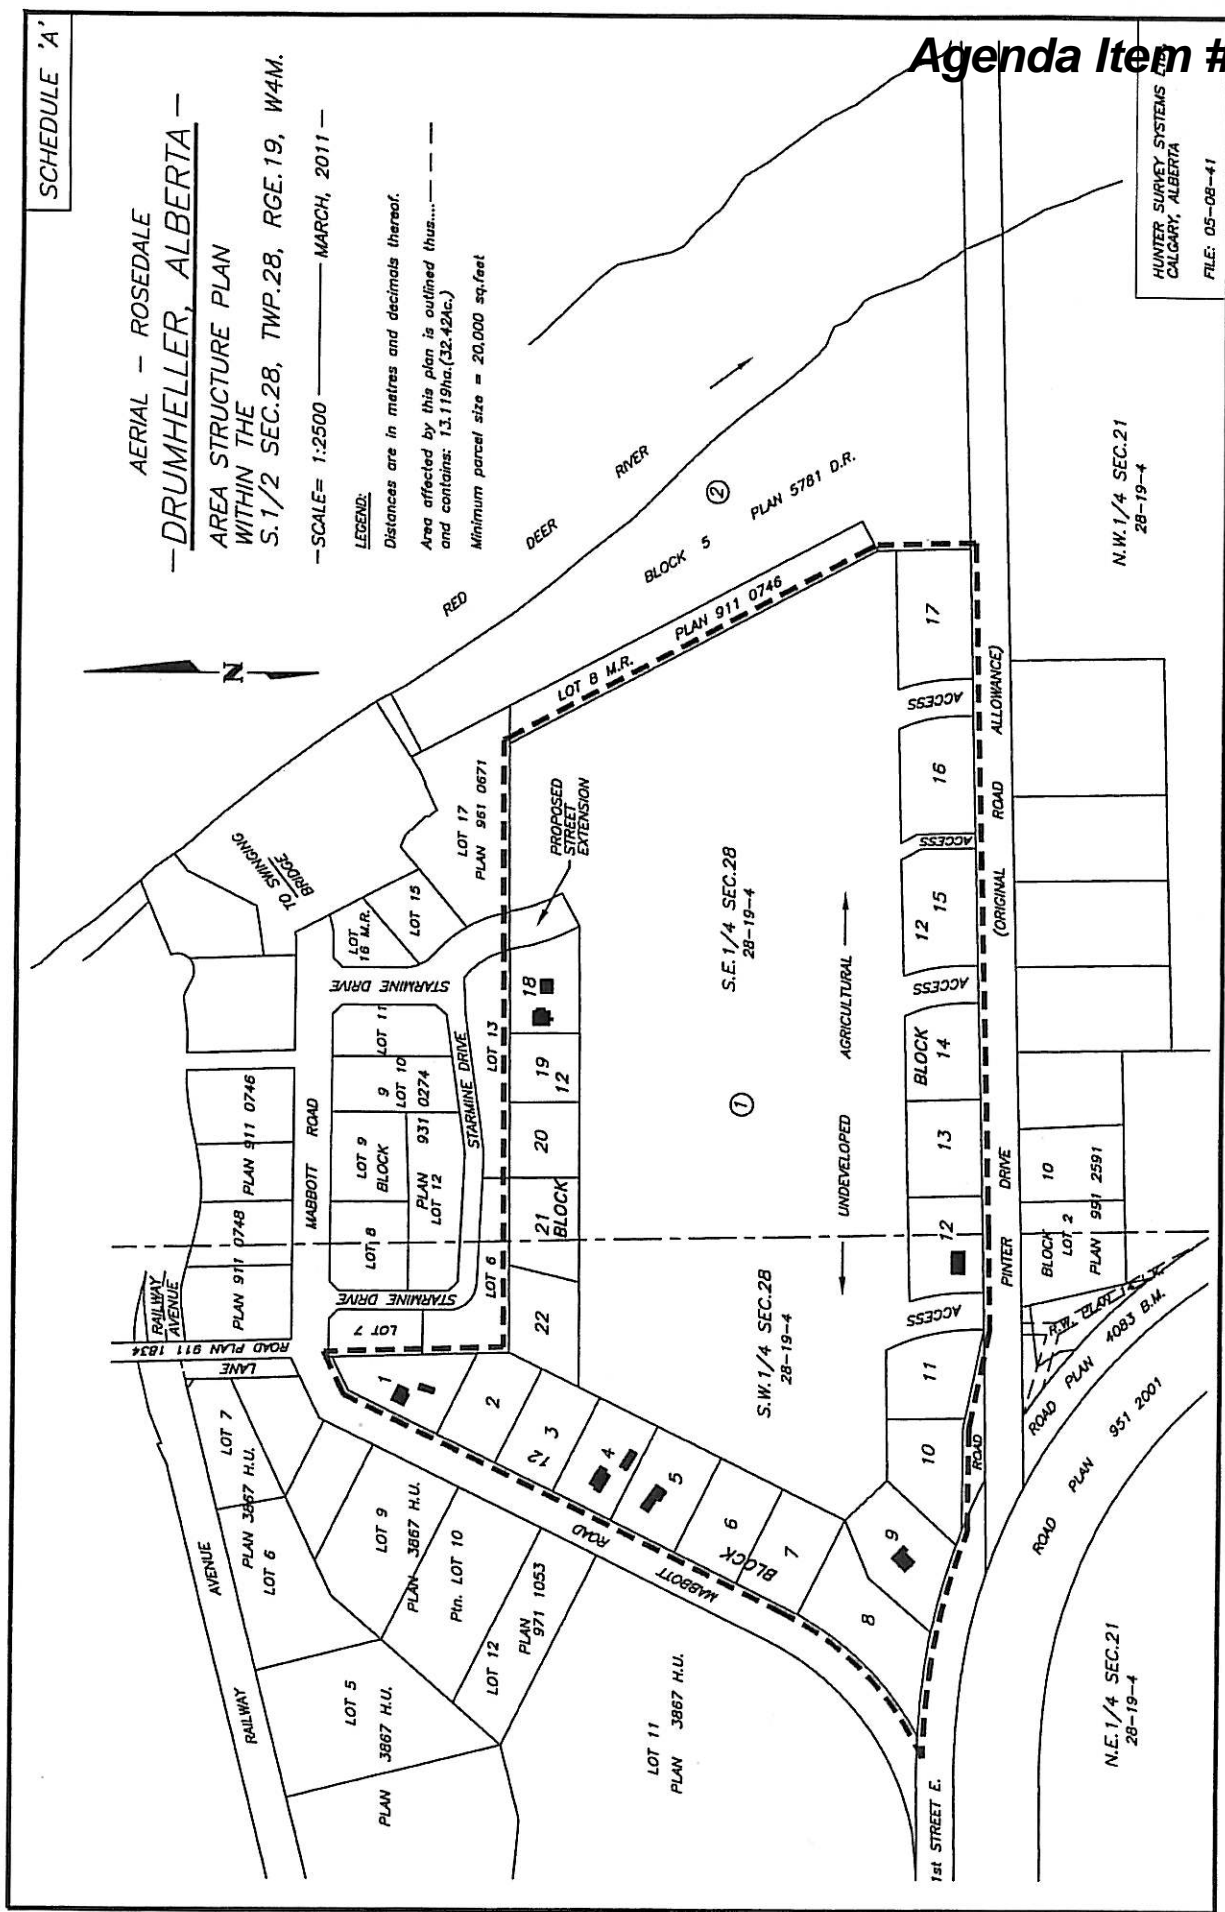 Agenda Item #
SCHEDULE 'A'
AERIAL - ROSEDALE
—DRUMHELLER, ALBERTA—
AREA STRUCTURE PLAN
WITHIN THE
S.1/2 SEC.28, TWP.28, RGE.19, W4M.
—SCALE= 1:2500 ——— MARCH, 2011—
LEGEND:
Distances are in metres and decimals thereof.
Area affected by this plan is outlined thus....— — —
and contains: 13.119ha.(32.42Ac.)
Minimum parcel size = 20,000 sq.feet
N
RED DEER RIVER
BLOCK 5
PLAN 5781 D.R.
2
LOT 8 M.R. PLAN 911 0746
TO SWINGING
BRIDGE
LOT 17
PLAN 961 0671
LOT
16 M.R.
LOT 15
PROPOSED
STREET
EXTENSION
STARMINE DRIVE
LOT 11
9
LOT 10
LOT 9
BLOCK
PLAN 931 0274
LOT 12
LOT 8
STARMINE DRIVE
STARMINE DRIVE
LOT 7
LOT 13
LOT 6
MABBOTT ROAD
PLAN 911 0746
PLAN 911 0748
RAILWAY
AVENUE
ROAD PLAN 911 1834
LANE
18
19
12
20
21
BLOCK
22
1
2
3
12
4
5
6
BLOCK
7
8
9
10
11
12
13
14
BLOCK
15
12
16
17
ACCESS
ACCESS
ACCESS
ACCESS
S.E.1/4 SEC.28
28-19-4
1
UNDEVELOPED AGRICULTURAL
S.W.1/4 SEC.28
28-19-4
LOT 7
PLAN 3867 H.U.
LOT 6
LOT 9
PLAN 3867 H.U.
Ptn. LOT 10
PLAN
971 1053
LOT 12
LOT 5
PLAN 3867 H.U.
RAILWAY AVENUE
LOT 11
PLAN 3867 H.U.
MABBOTT ROAD
1st STREET E.
ROAD
PINTER DRIVE
(ORIGINAL ROAD ALLOWANCE)
BLOCK 10
LOT 2
PLAN 991 2591
R.W. PLAN
ROAD PLAN 4083 B.M.
ROAD PLAN 951 2001
N.E.1/4 SEC.21
28-19-4
N.W.1/4 SEC.21
28-19-4
HUNTER SURVEY SYSTEMS
CALGARY, ALBERTA
FILE: 05-08-41